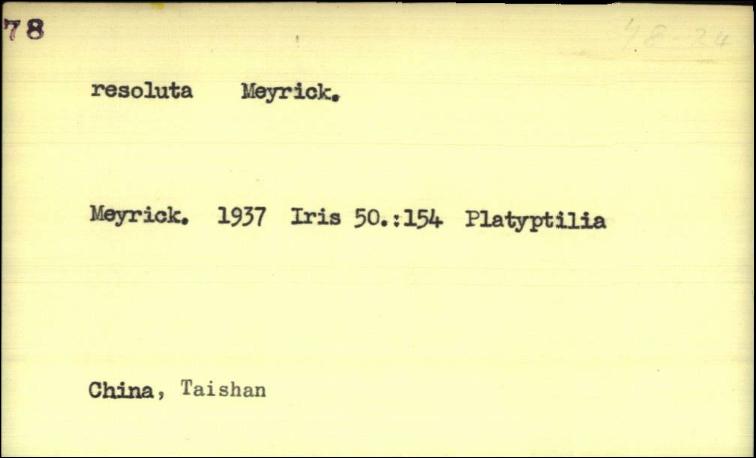 78
resoluta Meyrick.
Meyrick. 1937 Iris 50.:154 Platyptilia
China, Taishan